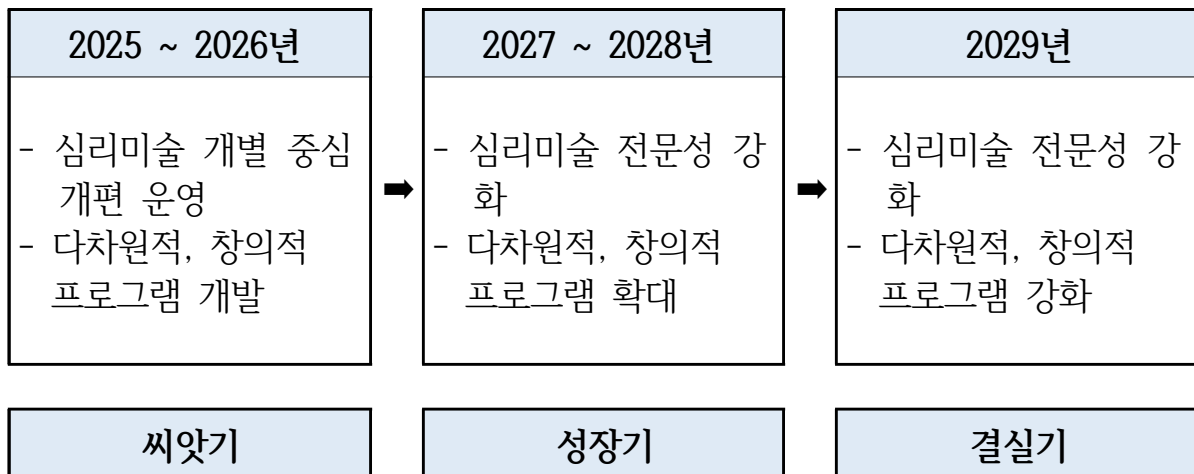 2025 ~ 2026년
- 심리미술 개별 중심
개편 운영
- 다차원적, 창의적
프로그램 개발
➡
2027 ~ 2028년
- 심리미술 전문성 강
화
- 다차원적, 창의적
프로그램 확대
➡
2029년
- 심리미술 전문성 강
화
- 다차원적, 창의적
프로그램 강화
씨앗기
성장기
결실기